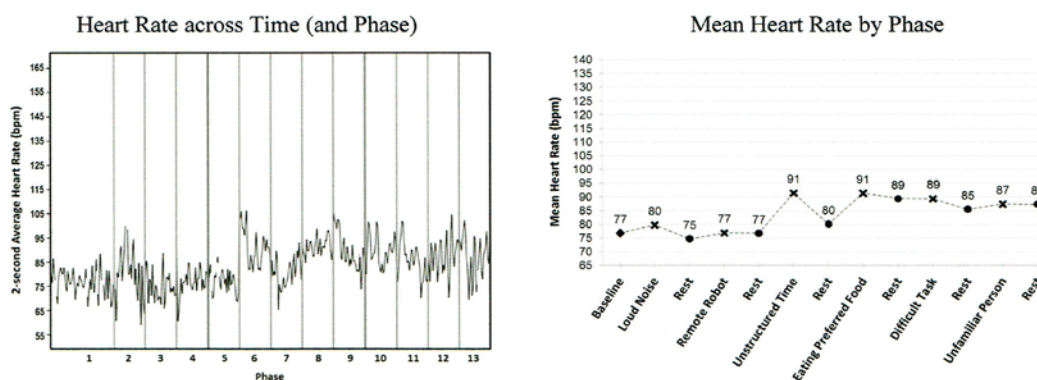 Heart Rate across Time (and Phase)
2-second Average Heart Rate (bpm)
165
155
145
135
125
115
105
95
85
75
65
55
1 2 3 4 5 6 7 8 9 10 11 12 13
Phase
Mean Heart Rate by Phase
Mean Heart Rate (bpm)
140
135
130
125
120
115
110
105
100
95
90
85
80
75
70
65
77 80 75 77 77 91 80 91 89 89 85 87 8
Baseline
Loud Noise
Rest
Remote Robot
Rest
Unstructured Time
Rest
Eating Preferred Food
Rest
Difficult Task
Rest
Unfamiliar Person
Rest